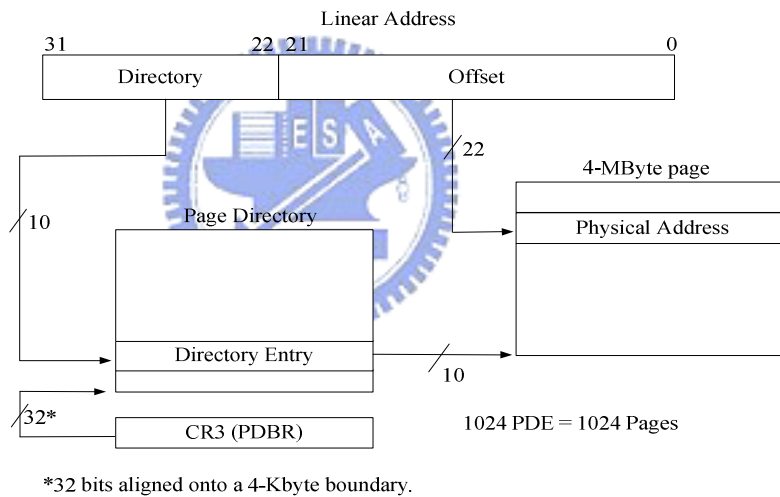 Linear Address
31 22 21 0
Directory Offset
ESA
22
4-MByte page
10
Page Directory
Physical Address
Directory Entry
10
32*
CR3 (PDBR)
1024 PDE = 1024 Pages
*32 bits aligned onto a 4-Kbyte boundary.